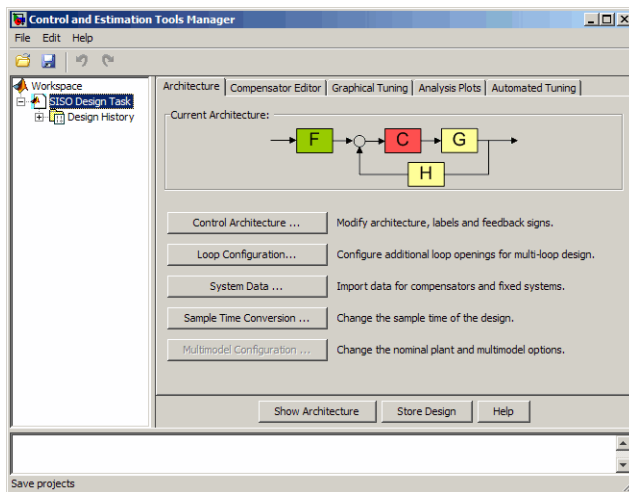 Control and Estimation Tools Manager
File Edit Help
Workspace
SISO Design Task
Design History
Architecture Compensator Editor Graphical Tuning Analysis Plots Automated Tuning
Current Architecture:
F C G
H
Control Architecture ... Modify architecture, labels and feedback signs.
Loop Configuration... Configure additional loop openings for multi-loop design.
System Data ... Import data for compensators and fixed systems.
Sample Time Conversion ... Change the sample time of the design.
Multimodel Configuration ... Change the nominal plant and multimodel options.
Show Architecture Store Design Help
Save projects